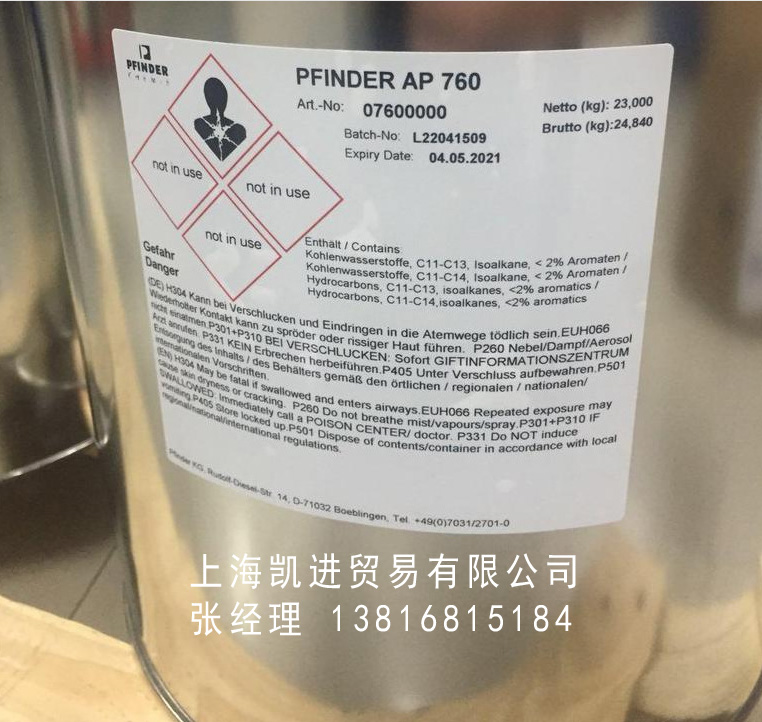 PFINDER
CHEMIE
PFINDER AP 760
Art.-No: 07600000
Netto (kg): 23,000
Brutto (kg):24,840
Batch-No: L22041509
Expiry Date: 04.05.2021
not in use
not in use
not in use
Gefahr
Danger
Enthält / Contains:
Kohlenwasserstoffe, C11-C13, Isoalkane, < 2% Aromaten /
Kohlenwasserstoffe, C11-C14, Isoalkane, < 2% Aromaten /
Hydrocarbons, C11-C13, isoalkanes, <2% aromatics /
Hydrocarbons, C11-C14,isoalkanes, <2% aromatics
(DE) H304 Kann bei Verschlucken und Eindringen in die Atemwege tödlich sein.EUH066
Wiederholter Kontakt kann zu spröder oder rissiger Haut führen. P260 Nebel/Dampf/Aerosol
nicht einatmen.P301+P310 BEI VERSCHLUCKEN: Sofort GIFTINFORMATIONSZENTRUM
Arzt anrufen. P331 KEIN Erbrechen herbeiführen.P405 Unter Verschluss aufbewahren.P501
Entsorgung des Inhalts / des Behälters gemäß den örtlichen / regionalen / nationalen/
internationalen Vorschriften.
(EN) H304 May be fatal if swallowed and enters airways.EUH066 Repeated exposure may
cause skin dryness or cracking. P260 Do not breathe mist/vapours/spray.P301+P310 IF
SWALLOWED: Immediately call a POISON CENTER/ doctor. P331 Do NOT induce
vomiting.P405 Store locked up.P501 Dispose of contents/container in accordance with local
regional/national/international regulations.
Pfinder KG, Rudolf-Diesel-Str. 14, D-71032 Boeblingen, Tel. +49(0)7031/2701-0
上海凯进贸易有限公司
张经理 13816815184